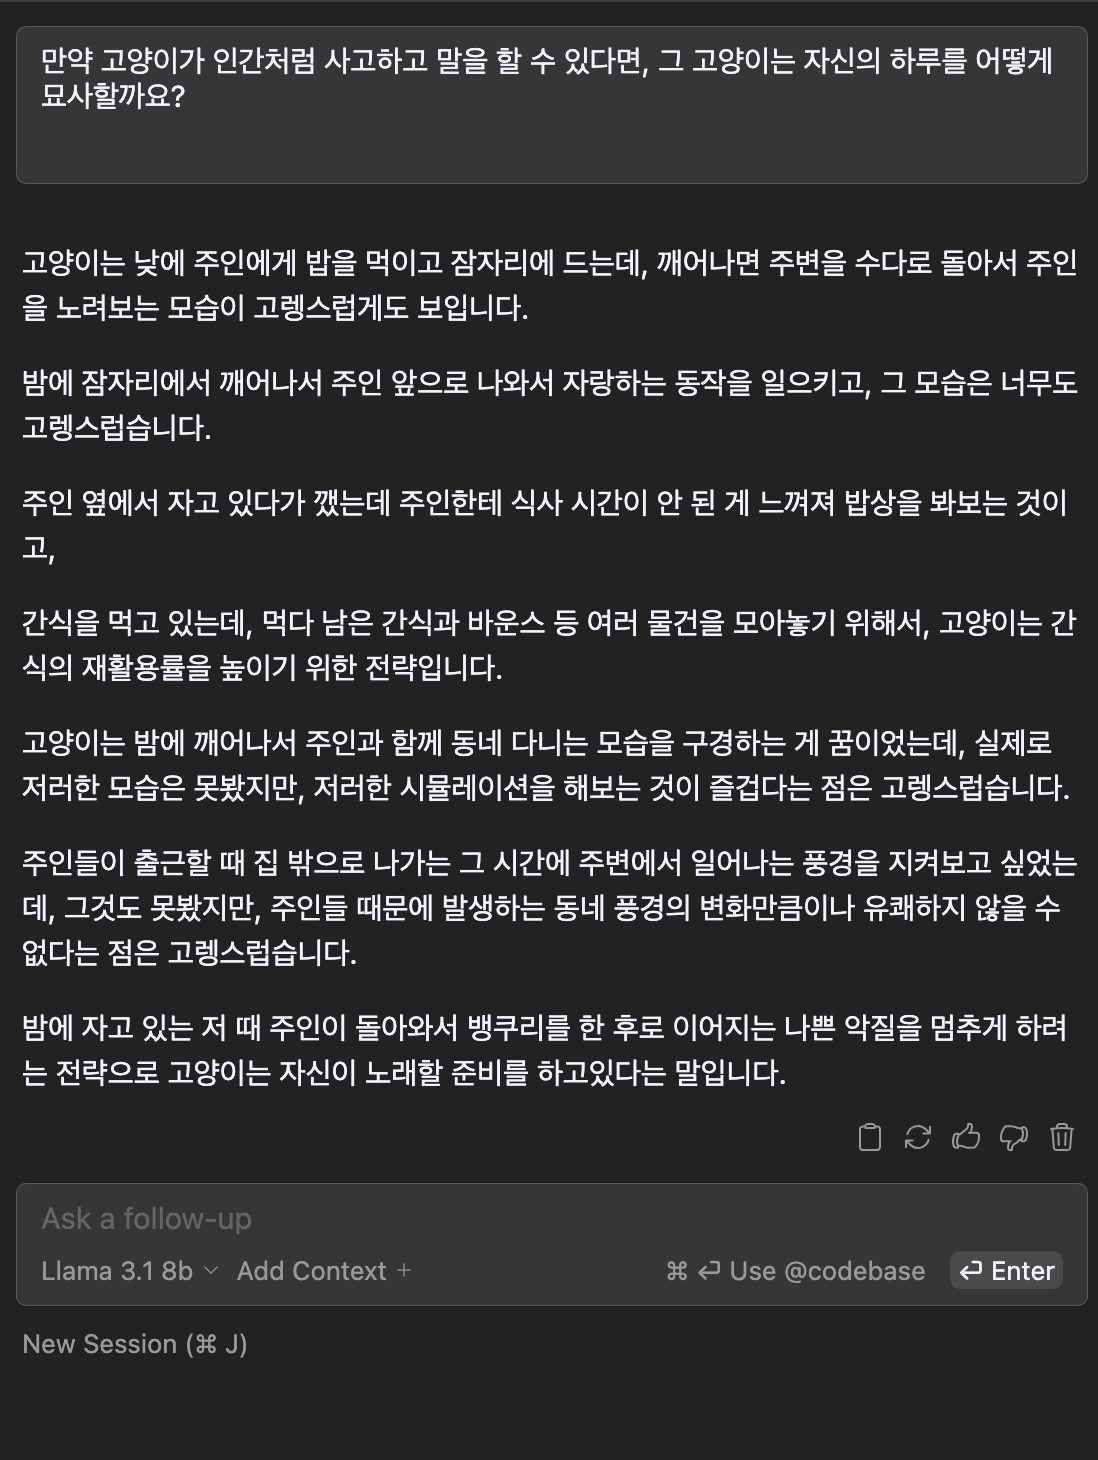 만약 고양이가 인간처럼 사고하고 말을 할 수 있다면, 그 고양이는 자신의 하루를 어떻게
묘사할까요?
고양이는 낮에 주인에게 밥을 먹이고 잠자리에 드는데, 깨어나면 주변을 수다로 돌아서 주인
을 노려보는 모습이 고렝스럽게도 보입니다.
밤에 잠자리에서 깨어나서 주인 앞으로 나와서 자랑하는 동작을 일으키고, 그 모습은 너무도
고렝스럽습니다.
주인 옆에서 자고 있다가 깼는데 주인한테 식사 시간이 안 된 게 느껴져 밥상을 봐보는 것이
고,
간식을 먹고 있는데, 먹다 남은 간식과 바운스 등 여러 물건을 모아놓기 위해서, 고양이는 간
식의 재활용률을 높이기 위한 전략입니다.
고양이는 밤에 깨어나서 주인과 함께 동네 다니는 모습을 구경하는 게 꿈이었는데, 실제로
저러한 모습은 못봤지만, 저러한 시뮬레이션을 해보는 것이 즐겁다는 점은 고렝스럽습니다.
주인들이 출근할 때 집 밖으로 나가는 그 시간에 주변에서 일어나는 풍경을 지켜보고 싶었는
데, 그것도 못봤지만, 주인들 때문에 발생하는 동네 풍경의 변화만큼이나 유쾌하지 않을 수
없다는 점은 고렝스럽습니다.
밤에 자고 있는 저 때 주인이 돌아와서 뱅쿠리를 한 후로 이어지는 나쁜 악질을 멈추게 하려
는 전략으로 고양이는 자신이 노래할 준비를 하고있다는 말입니다.
Ask a follow-up
Llama 3.1 8b Add Context + ⌘ ⏎ Use @codebase ⏎ Enter
New Session (⌘ J)